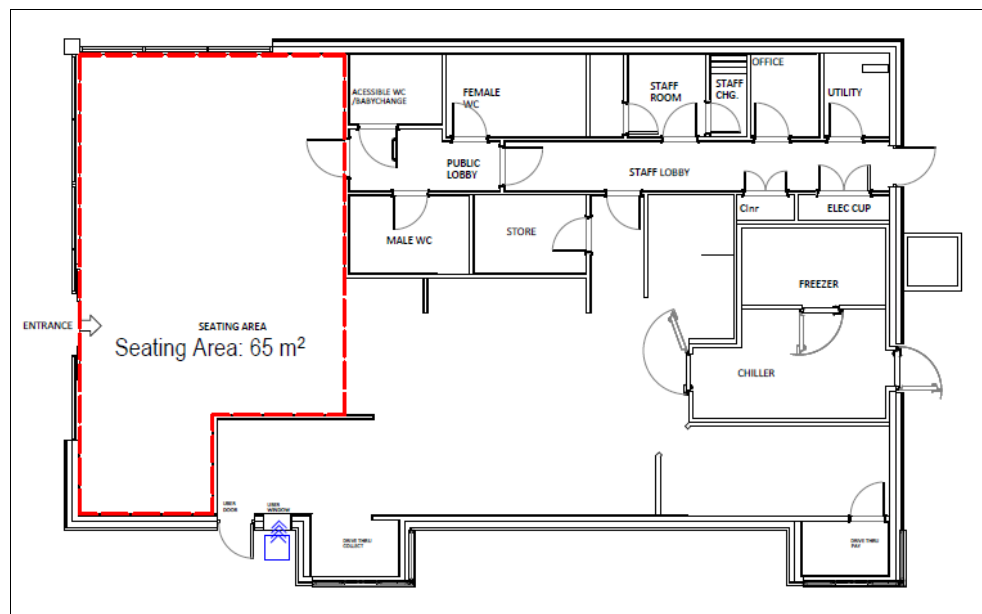 OFFICE
ACESSIBLE WC
/BABYCHANGE
FEMALE
WC
STAFF
ROOM
STAFF
CHG.
UTILITY
PUBLIC
LOBBY
STAFF LOBBY
Clnr
ELEC CUP
MALE WC
STORE
FREEZER
ENTRANCE
SEATING AREA
Seating Area: 65 m²
CHILLER
UBER
DOOR
UBER
WINDOW
DRIVE THRU
COLLECT
DRIVE THRU
PAY